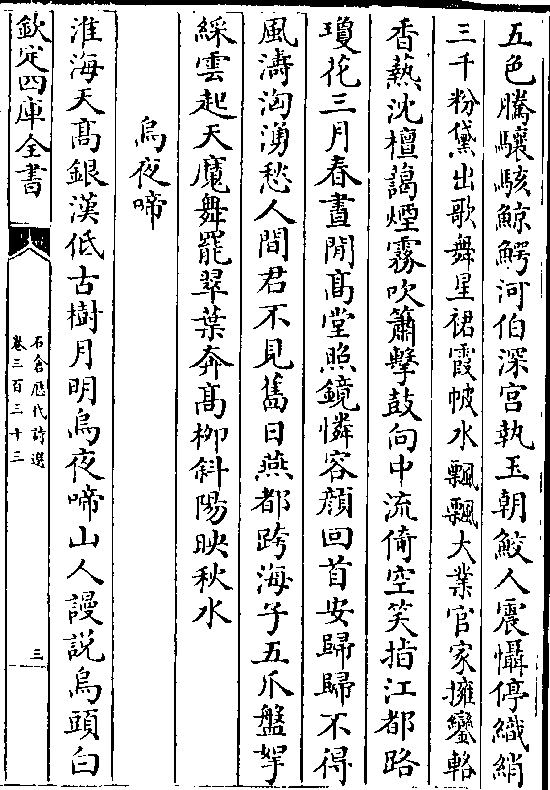 五色騰驤駭鯨鰐河伯深宮執玉朝鮫人震懾停織綃
三千粉黛出歌舞星裙霞帔水飄飄大業官家擁鑾輅
香爇沈檀藹煙霧吹簫擊鼓向中流倚空笑指江都路
瓊花三月春晝閒髙堂照鏡憐容顔回首安歸歸不得
風濤洶湧愁人間君不見舊日燕都跨海子五爪盤拏
綵雲起天魔舞罷翠葉奔髙栁斜陽映秋水
烏夜啼
淮海天髙銀漢低古樹月明烏夜啼山人謾説烏頭白
欽定四庫全書
石倉歴代詩選
卷三百三十三
三